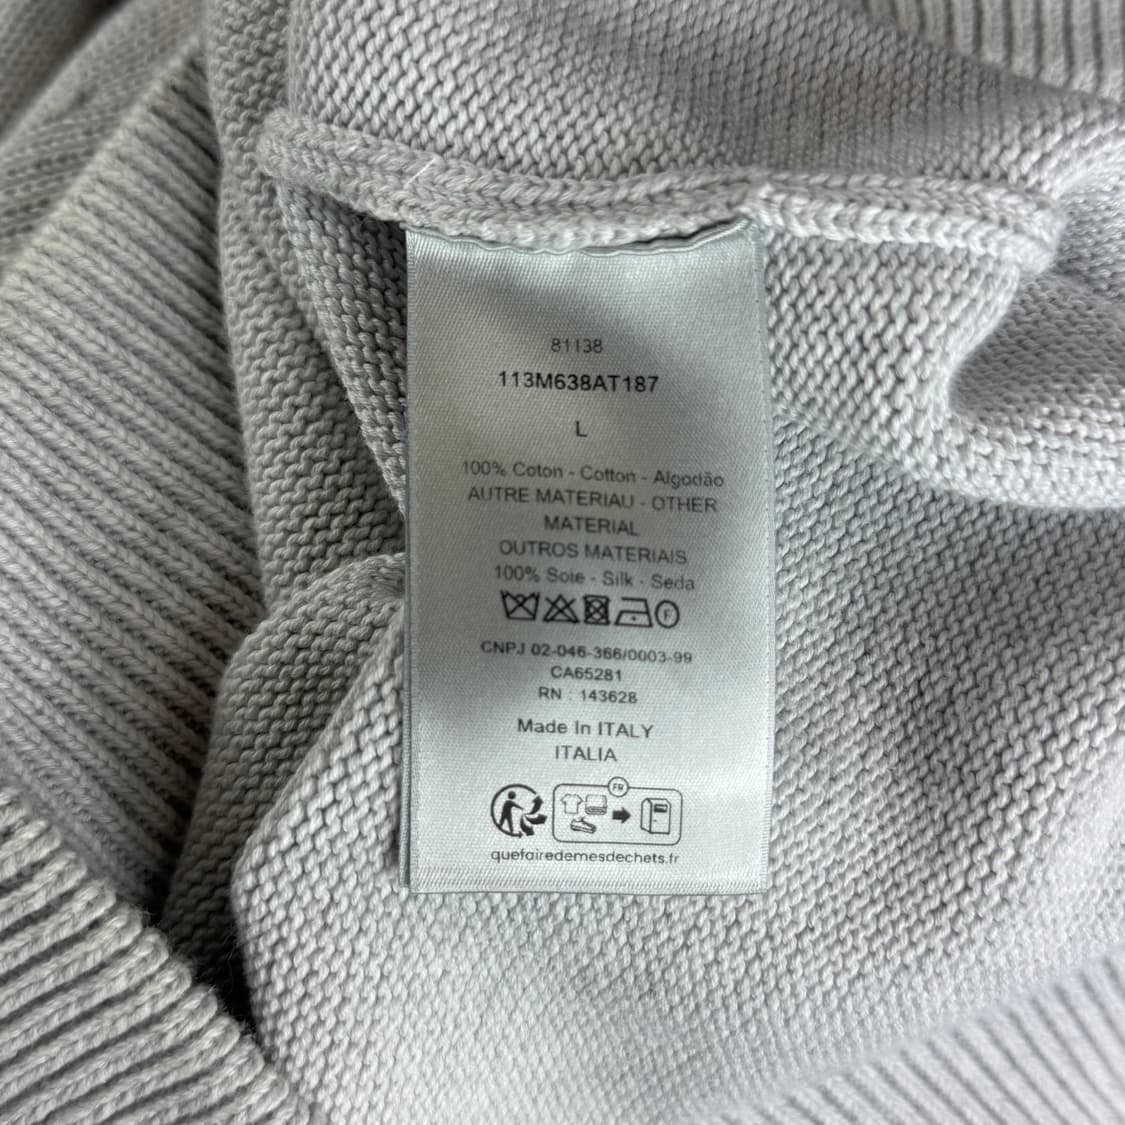 81138
113M638AT187
L
100% Coton - Cotton - Algodão
AUTRE MATERIAU - OTHER
MATERIAL
OUTROS MATERIAIS
100% Soie - Silk - Seda
F
CNPJ 02-046-366/0003-99
CA65281
RN : 143628
Made In ITALY
ITALIA
FR
quefairedemesdechets.fr